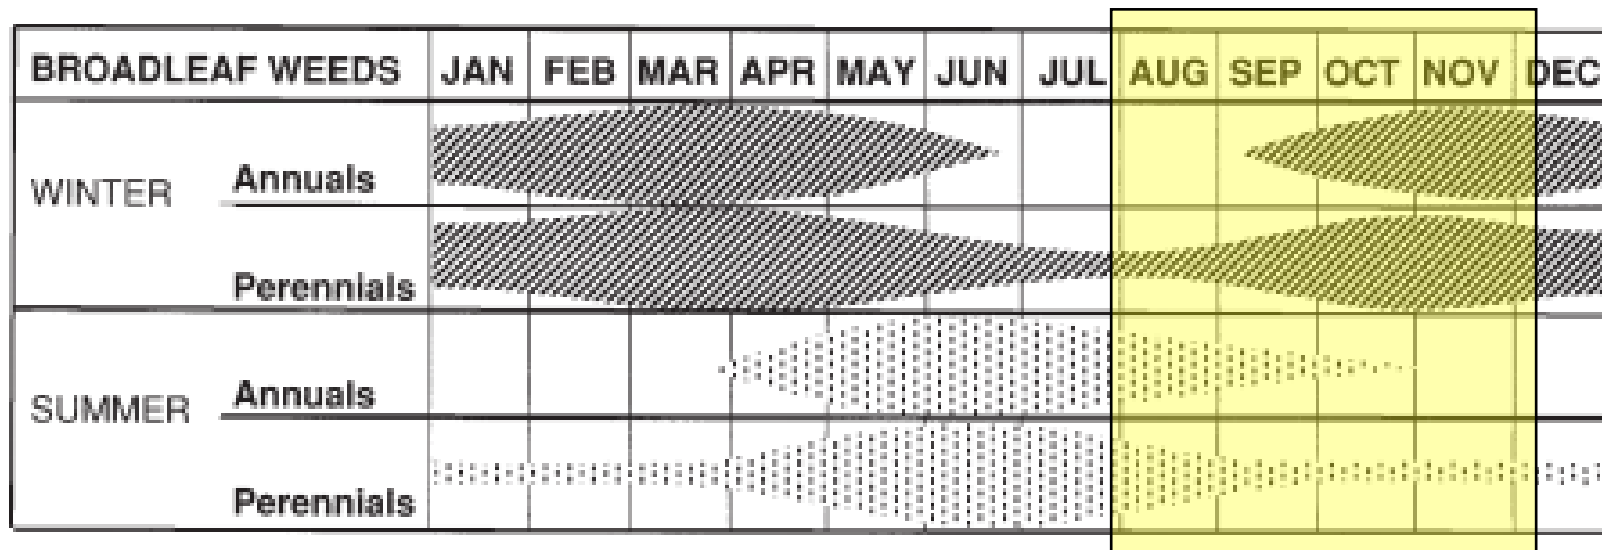 BROADLEAF WEEDS JAN FEB MAR APR MAY JUN JUL AUG SEP OCT NOV DEC
WINTER Annuals
Perennials
SUMMER Annuals
Perennials